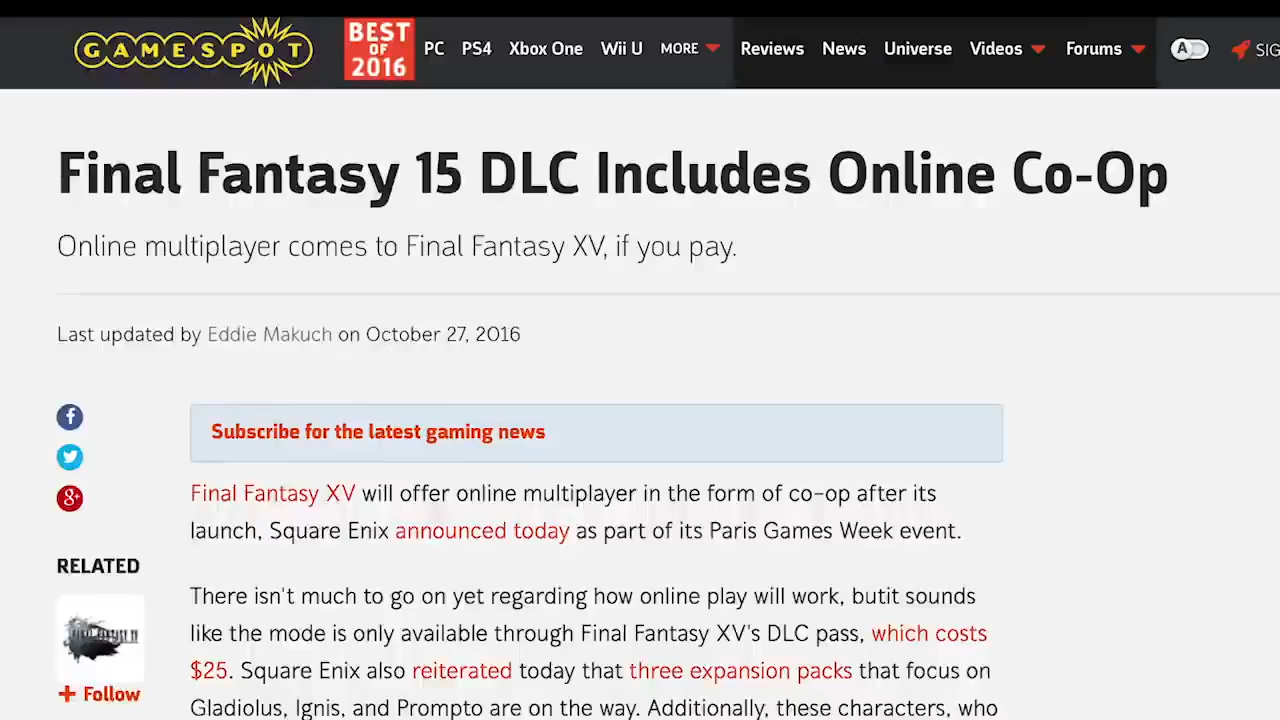 GAMESPOT
BEST
OF
2016
PC PS4 Xbox One Wii U MORE Reviews News Universe Videos Forums A SIG
Final Fantasy 15 DLC Includes Online Co-Op
Online multiplayer comes to Final Fantasy XV, if you pay.
Last updated by Eddie Makuch on October 27, 2016
Subscribe for the latest gaming news
Final Fantasy XV will offer online multiplayer in the form of co-op after its
launch, Square Enix announced today as part of its Paris Games Week event.
RELATED
There isn't much to go on yet regarding how online play will work, butit sounds
like the mode is only available through Final Fantasy XV's DLC pass, which costs
$25. Square Enix also reiterated today that three expansion packs that focus on
FINAL FANTASY XV
+ Follow
Gladiolus, Ignis, and Prompto are on the way. Additionally, these characters, who